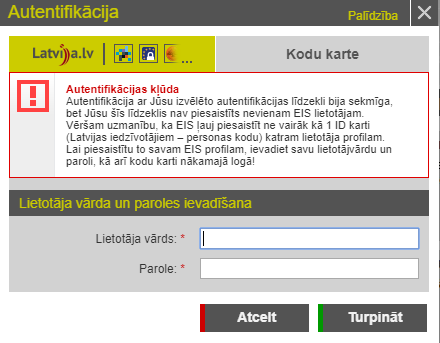 Autentifikācija
Palīdzība
Latvija.lv
...
Kodu karte
Autentifikācijas kļūda
Autentifikācija ar Jūsu izvēlēto autentifikācijas līdzekli bija sekmīga,
bet Jūsu šīs līdzeklis nav piesaistīts nevienam EIS lietotājam.
Vēršam uzmanību, ka EIS ļauj piesaistīt ne vairāk kā 1 ID karti
(Latvijas iedzīvotājiem – personas kodu) katram lietotāja profilam.
Lai piesaistītu to savam EIS profilam, ievadiet savu lietotājvārdu un
paroli, kā arī kodu karti nākamajā logā!
Lietotāja vārda un paroles ievadīšana
Lietotāja vārds: *
Parole: *
Atcelt
Turpināt